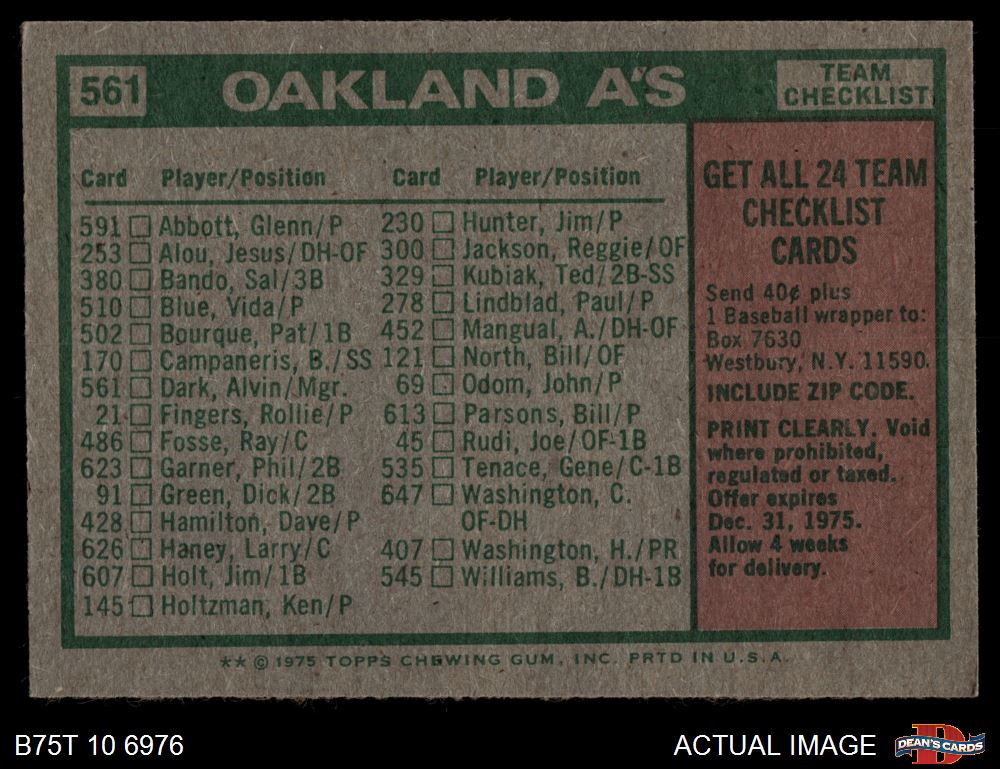 561 OAKLAND A'S TEAM CHECKLIST
Card Player/Position
591 Abbott, Glenn/P
253 Alou, Jesus/DH-OF
380 Bando, Sal/3B
510 Blue, Vida/P
502 Bourque, Pat/1B
170 Campaneris, B./SS
561 Dark, Alvin/Mgr.
21 Fingers, Rollie/P
486 Fosse, Ray/C
623 Garner, Phil/2B
91 Green, Dick/2B
428 Hamilton, Dave/P
626 Haney, Larry/C
607 Holt, Jim/1B
145 Holtzman, Ken/P
Card Player/Position
230 Hunter, Jim/P
300 Jackson, Reggie/OF
329 Kubiak, Ted/2B-SS
278 Lindblad, Paul/P
452 Mangual, A./DH-OF
121 North, Bill/OF
69 Odom, John/P
613 Parsons, Bill/P
45 Rudi, Joe/OF-1B
535 Tenace, Gene/C-1B
647 Washington, C.
OF-DH
407 Washington, H./PR
545 Williams, B./DH-1B
GET ALL 24 TEAM
CHECKLIST
CARDS
Send 40¢ plus
1 Baseball wrapper to:
Box 7630
Westbury, N.Y. 11590.
INCLUDE ZIP CODE.
PRINT CLEARLY. Void
where prohibited,
regulated or taxed.
Offer expires
Dec. 31, 1975.
Allow 4 weeks
for delivery.
** © 1975 TOPPS CHEWING GUM, INC. PRTD IN U.S.A.
B75T 10 6976
ACTUAL IMAGE
DEAN'S CARDS